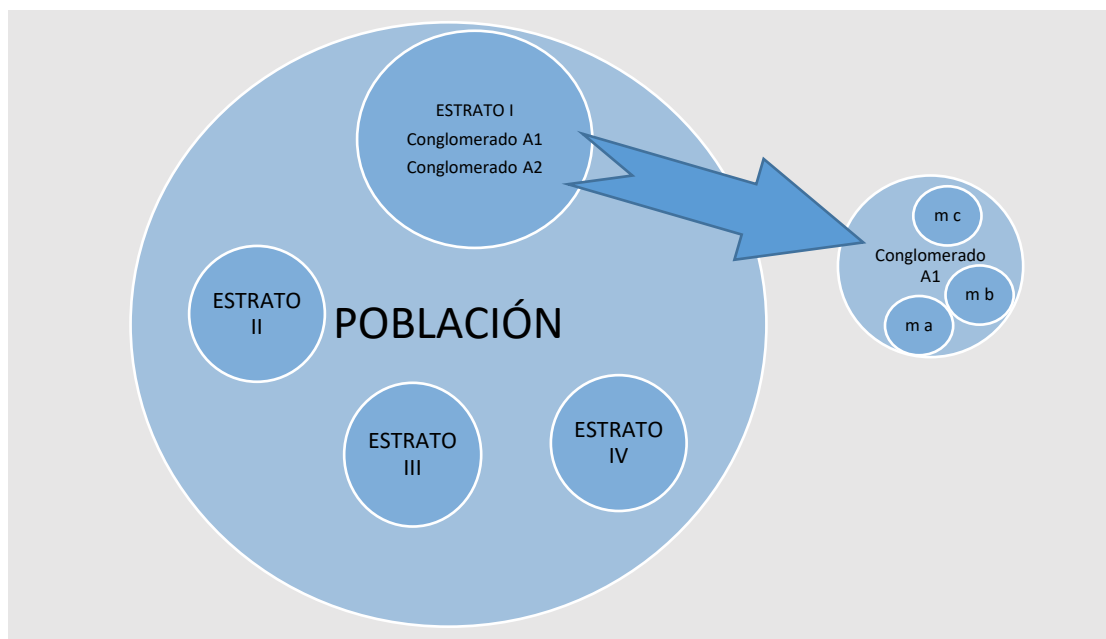 ESTRATO I
Conglomerado A1
Conglomerado A2
m c
Conglomerado
A1
m b
m a
ESTRATO
II
POBLACIÓN
ESTRATO
III
ESTRATO
IV